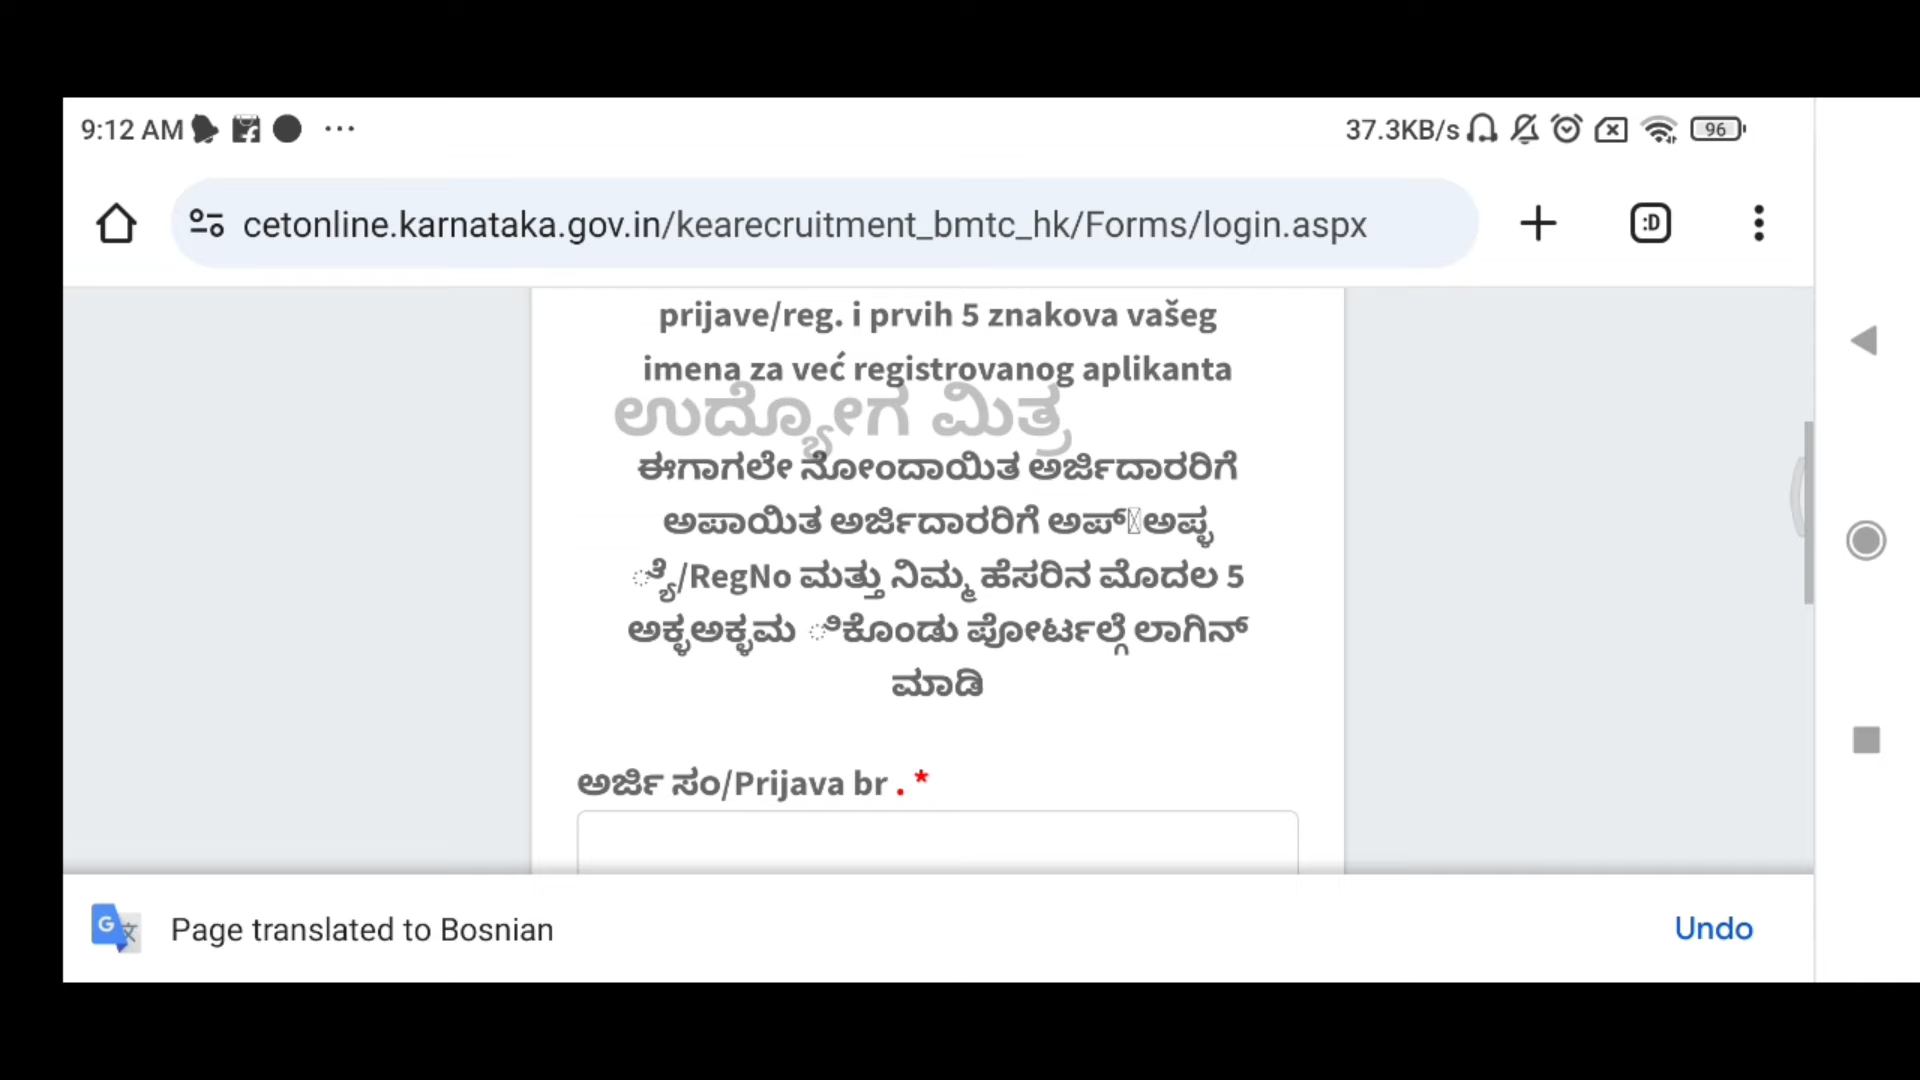 9:12 AM ... 37.3KB/s 96
cetonline.karnataka.gov.in/kearecruitment_bmtc_hk/Forms/login.aspx :D
prijave/reg. i prvih 5 znakova vašeg
imena za već registrovanog aplikanta
ಉದ್ಯೋಗ ಮಿತ್ರ
ಈಗಾಗಲೇ ನೋಂದಾಯಿತ ಅರ್ಜಿದಾರರಿಗೆ
ಅಪಾಯಿತ ಅರ್ಜಿದಾರರಿಗೆ ಅಪ್ಅಪ್ಳ
/RegNo ಮತ್ತು ನಿಮ್ಮ ಹೆಸರಿನ ಮೊದಲ 5
ಅಕ್ಳಅಕ್ಳಮ ಿಕೊಂಡು ಪೋರ್ಟಲ್ಗೆ ಲಾಗಿನ್
ಮಾಡಿ
ಅರ್ಜಿ ಸಂ/Prijava br . *
Page translated to Bosnian Undo